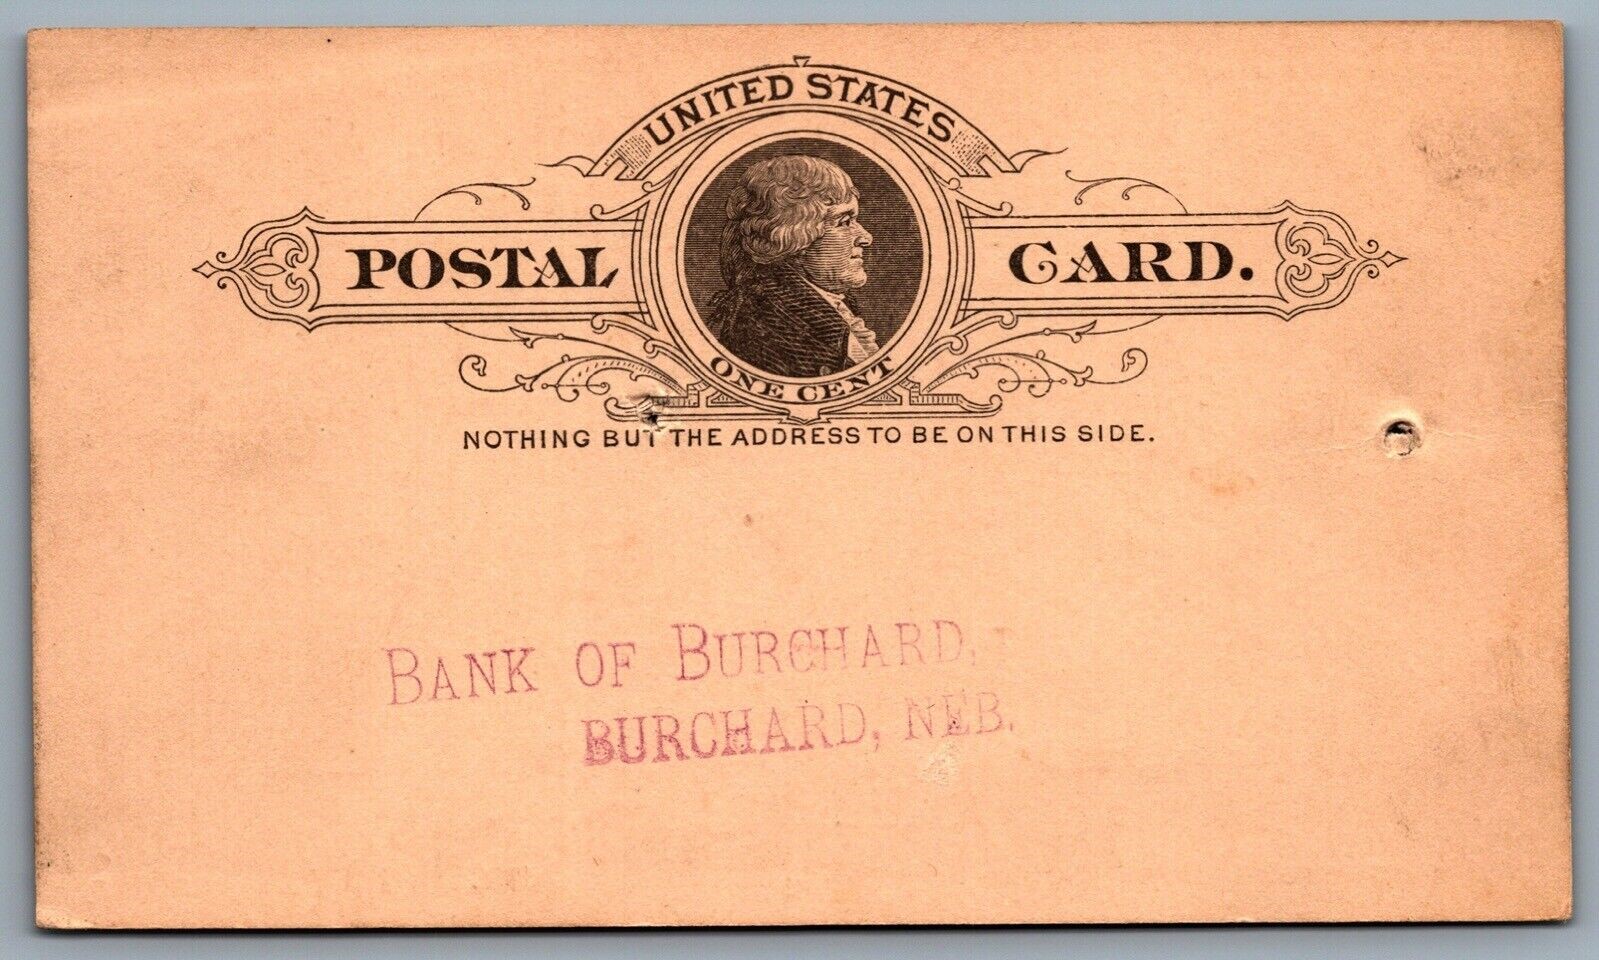 UNITED STATES
POSTAL CARD.
ONE CENT
NOTHING BUT THE ADDRESS TO BE ON THIS SIDE.
BANK OF BURCHARD,
BURCHARD, NEB.